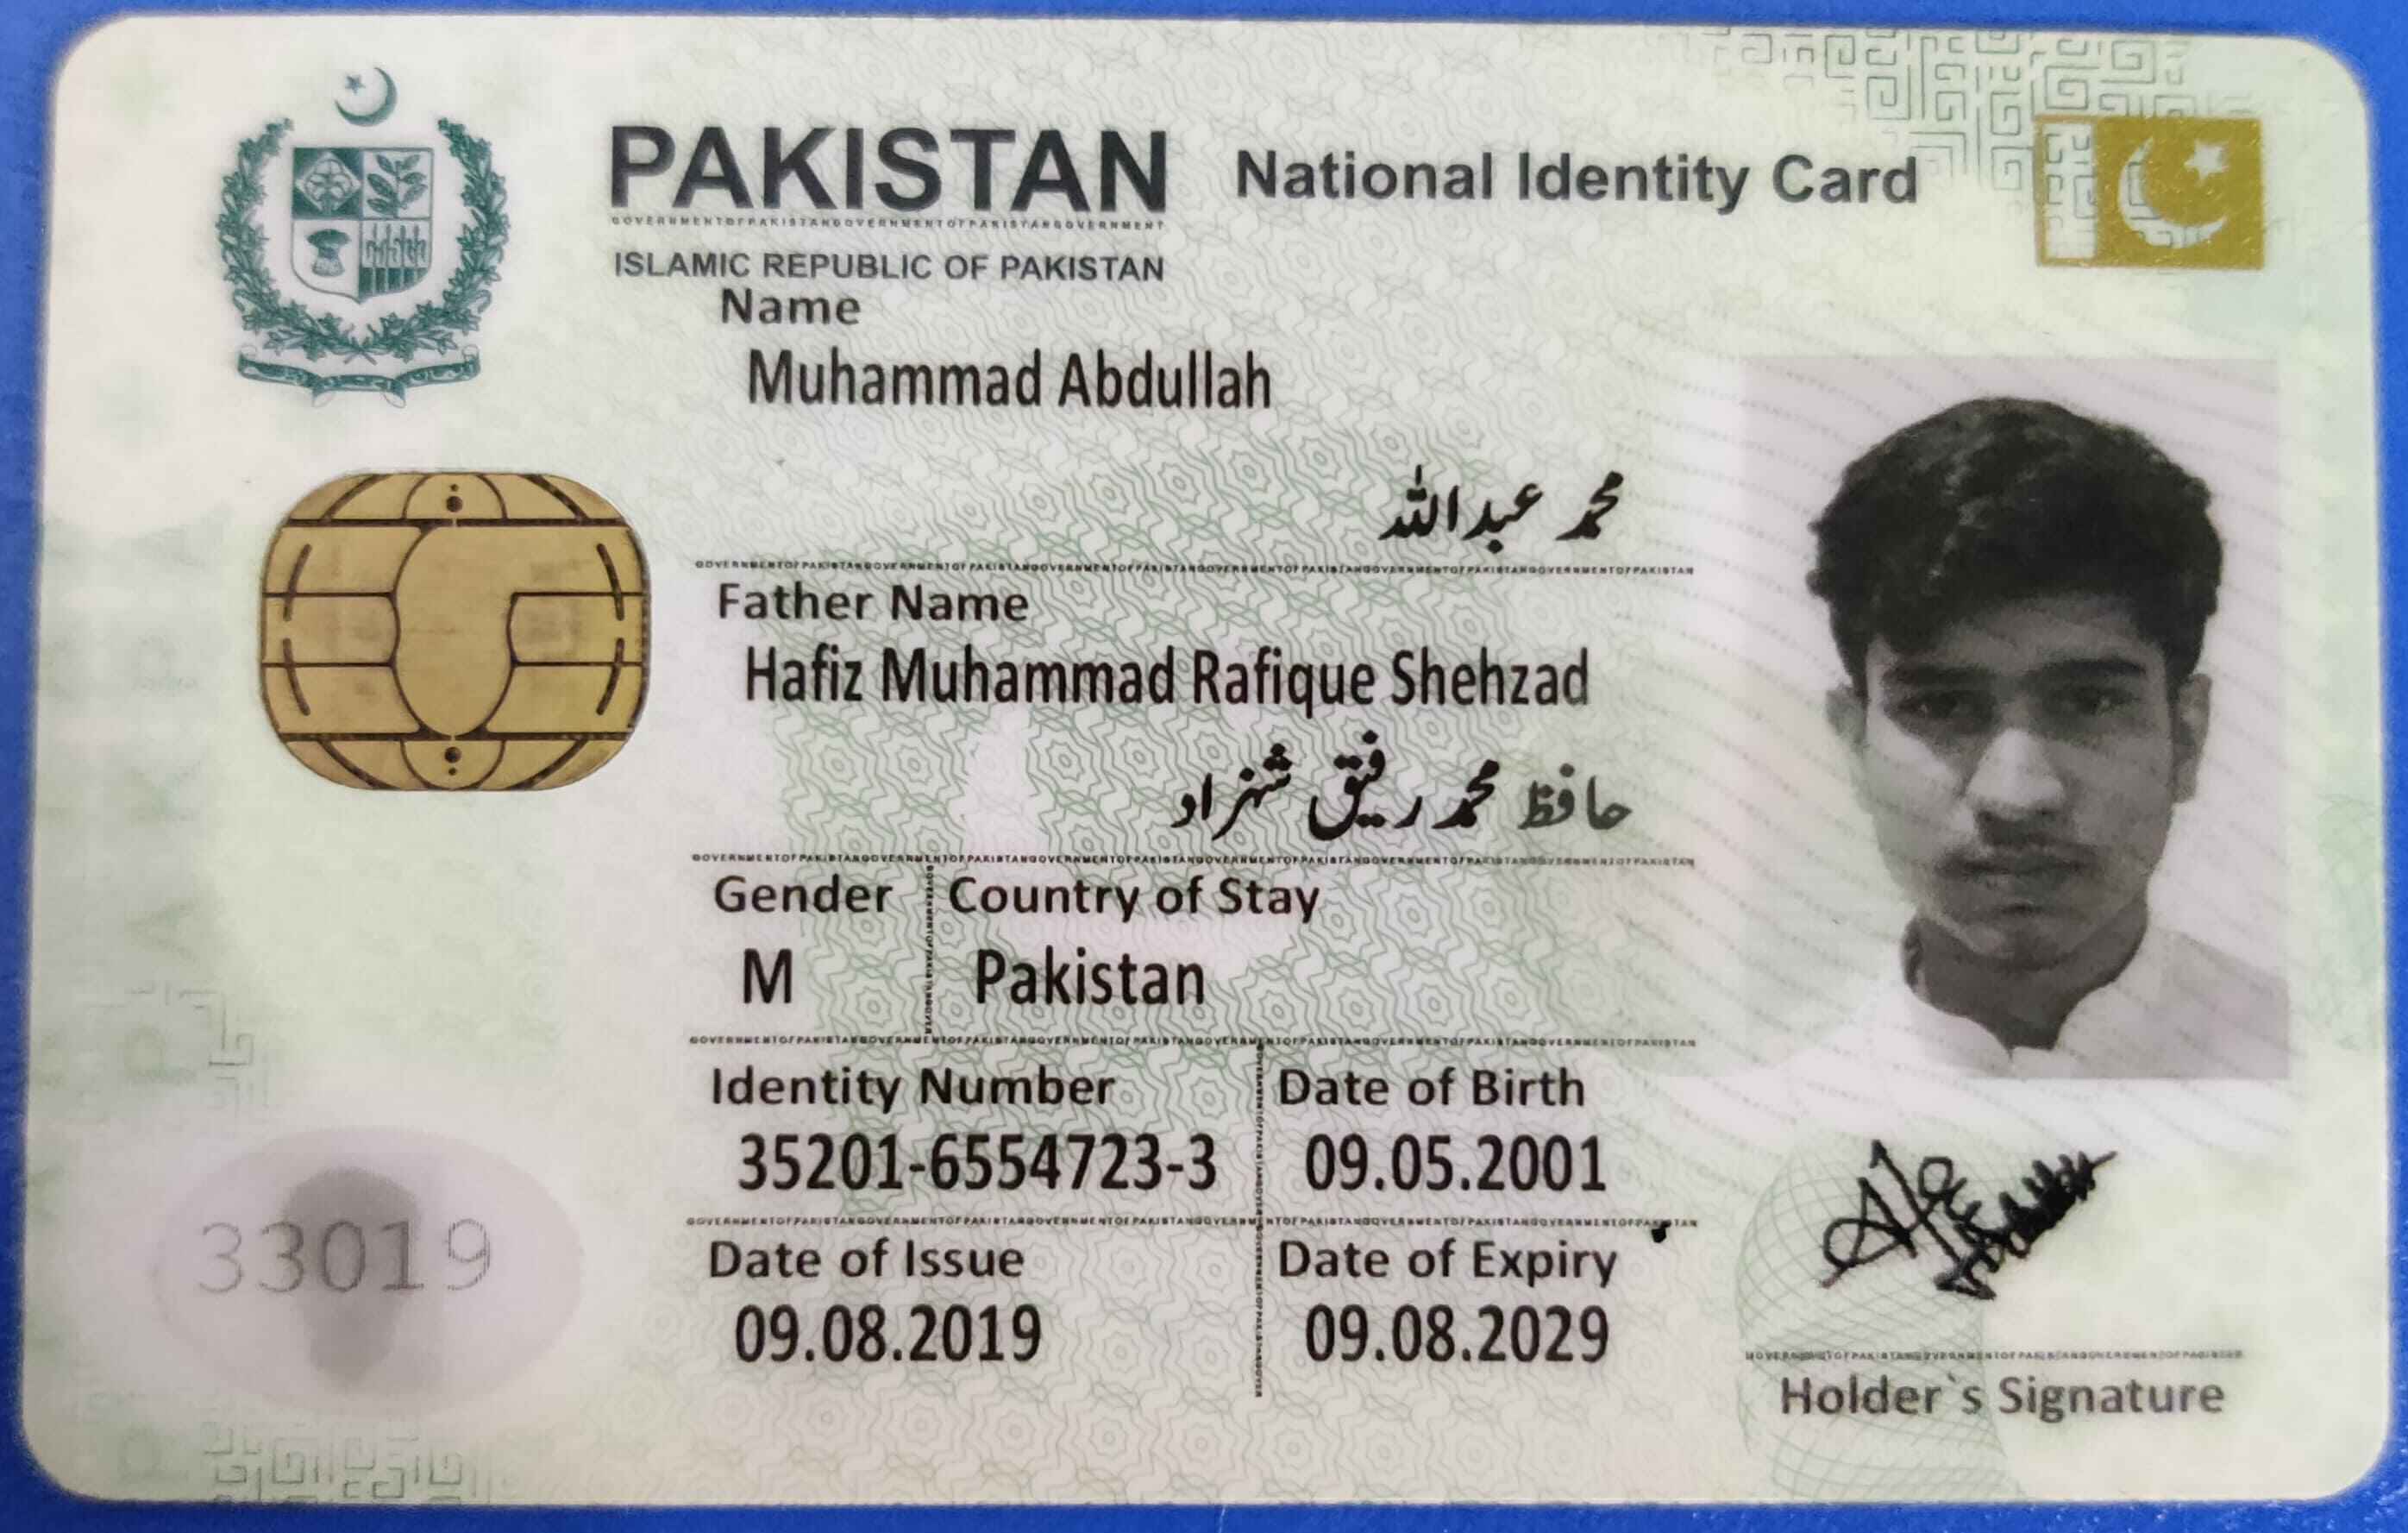 PAKISTAN National Identity Card
ISLAMIC REPUBLIC OF PAKISTAN
Name
Muhammad Abdullah
محمد عبداللہ
Father Name
Hafiz Muhammad Rafique Shehzad
حافظ محمد رفیق شہزاد
Gender Country of Stay
M Pakistan
Identity Number Date of Birth
35201-6554723-3 09.05.2001
Date of Issue Date of Expiry
09.08.2019 09.08.2029
33019
Holder`s Signature